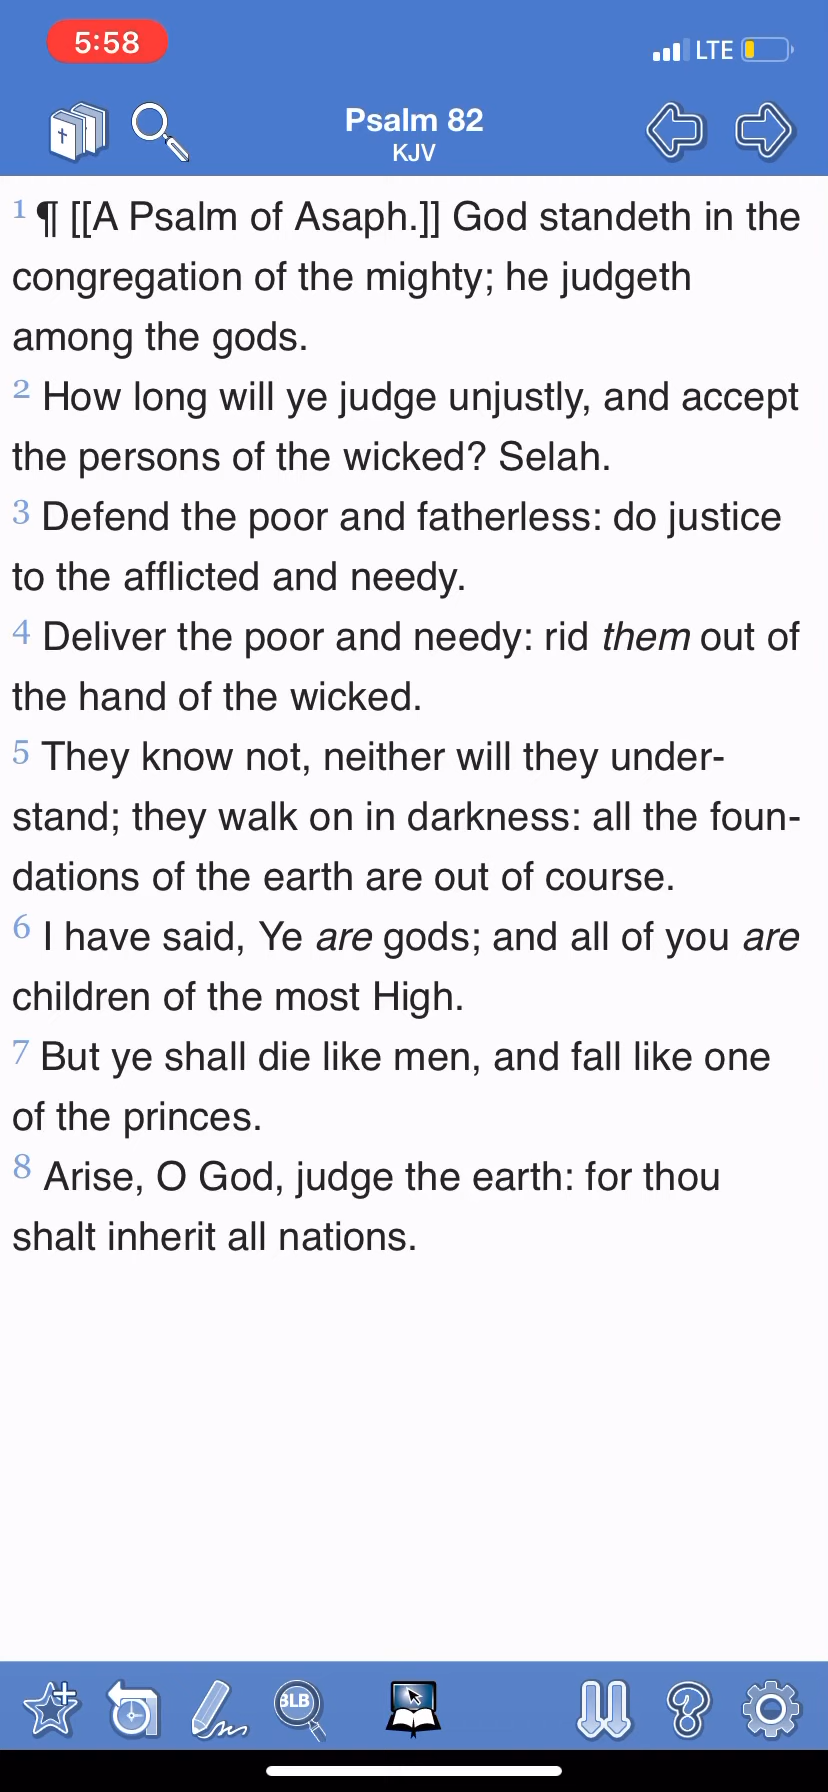 5:58
LTE
Psalm 82
KJV
1 ¶ [[A Psalm of Asaph.]] God standeth in the
congregation of the mighty; he judgeth
among the gods.
2 How long will ye judge unjustly, and accept
the persons of the wicked? Selah.
3 Defend the poor and fatherless: do justice
to the afflicted and needy.
4 Deliver the poor and needy: rid them out of
the hand of the wicked.
5 They know not, neither will they under-
stand; they walk on in darkness: all the foun-
dations of the earth are out of course.
6 I have said, Ye are gods; and all of you are
children of the most High.
7 But ye shall die like men, and fall like one
of the princes.
8 Arise, O God, judge the earth: for thou
shalt inherit all nations.
BLB